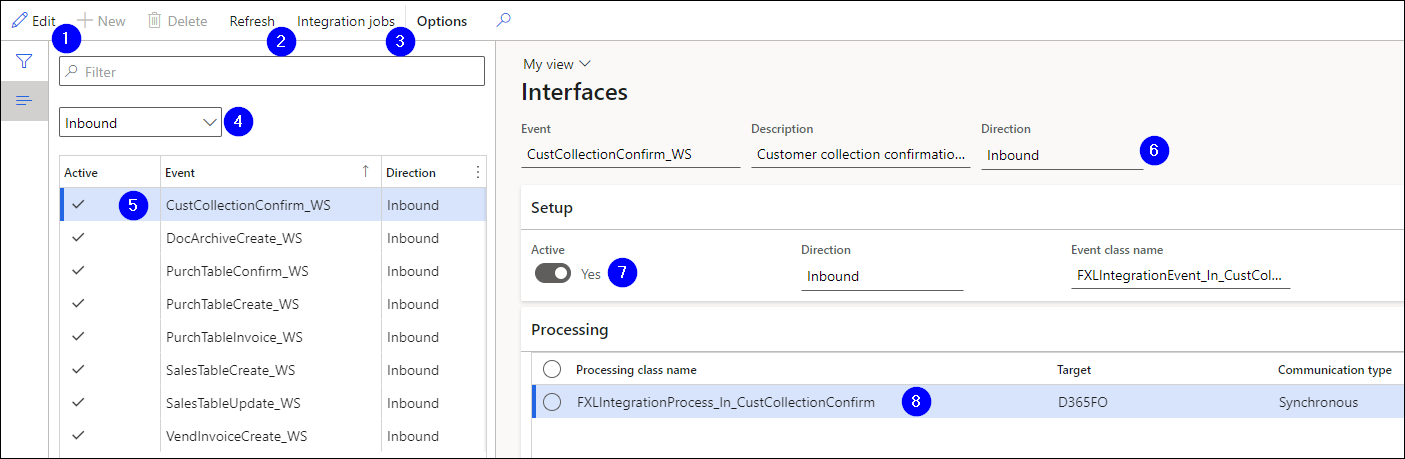 Edit New Delete Refresh Integration jobs Options
1 2 3
Filter
Inbound 4
Active Event Direction
5 CustCollectionConfirm_WS Inbound
DocArchiveCreate_WS Inbound
PurchTableConfirm_WS Inbound
PurchTableCreate_WS Inbound
PurchTableInvoice_WS Inbound
SalesTableCreate_WS Inbound
SalesTableUpdate_WS Inbound
VendInvoiceCreate_WS Inbound
My view
Interfaces
Event Description Direction
CustCollectionConfirm_WS Customer collection confirmatio... Inbound 6
Setup
Active Direction Event class name
Yes 7 Inbound FXLIntegrationEvent_In_CustCol...
Processing
Processing class name Target Communication type
FXLIntegrationProcess_In_CustCollectionConfirm 8 D365FO Synchronous